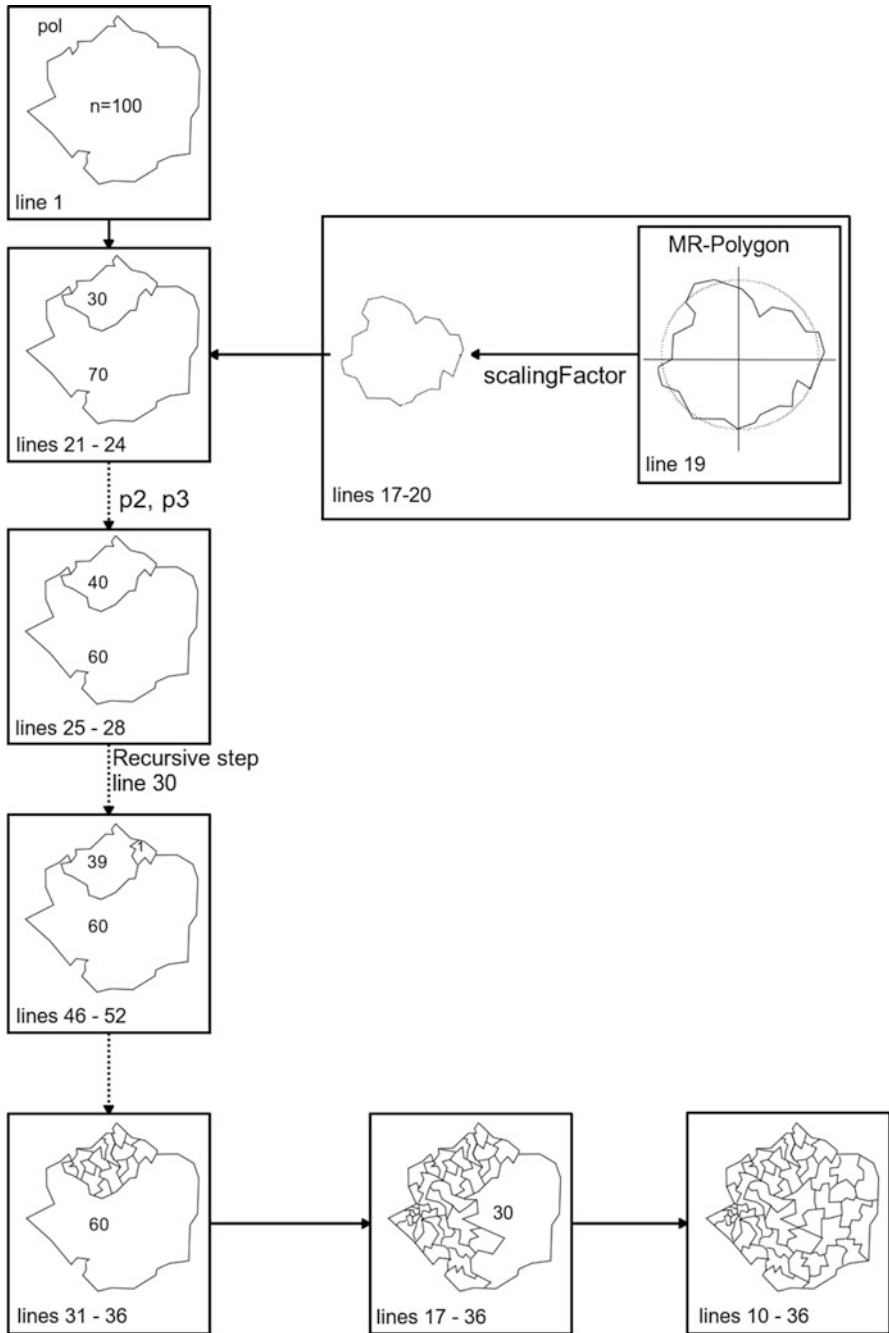 pol
n=100
line 1
30
70
lines 21 - 24
MR-Polygon
line 19
scalingFactor
lines 17-20
p2, p3
40
60
lines 25 - 28
Recursive step
line 30
39
1
60
lines 46 - 52
60
lines 31 - 36
30
lines 17 - 36
lines 10 - 36